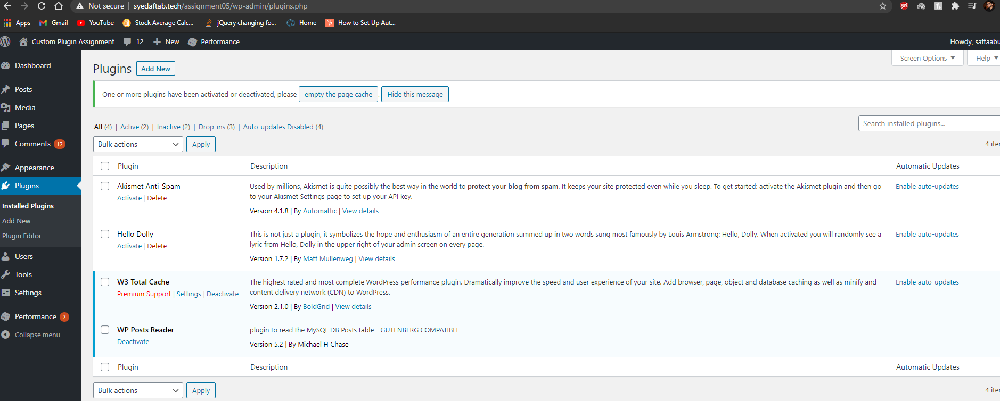 Not secure | syedaftab.tech/assignment05/wp-admin/plugins.php
Apps Gmail YouTube Stock Average Calc... jQuery changing fo... Home How to Set Up Aut...
Custom Plugin Assignment 12 New Performance Howdy, saftaabu
Dashboard
Posts
Media
Pages
Comments 12
Appearance
Plugins
Installed Plugins
Add New
Plugin Editor
Users
Tools
Settings
Performance 2
Collapse menu
Screen Options Help
Plugins Add New
One or more plugins have been activated or deactivated, please empty the page cache. Hide this message
All (4) | Active (2) | Inactive (2) | Drop-ins (3) | Auto-updates Disabled (4)
Search installed plugins...
Bulk actions Apply 4 iter
Plugin Description Automatic Updates
Akismet Anti-Spam
Activate | Delete
Used by millions, Akismet is quite possibly the best way in the world to protect your blog from spam. It keeps your site protected even while you sleep. To get started: activate the Akismet plugin and then go
to your Akismet Settings page to set up your API key.
Version 4.1.8 | By Automattic | View details
Enable auto-updates
Hello Dolly
Activate | Delete
This is not just a plugin, it symbolizes the hope and enthusiasm of an entire generation summed up in two words sung most famously by Louis Armstrong: Hello, Dolly. When activated you will randomly see a
lyric from Hello, Dolly in the upper right of your admin screen on every page.
Version 1.7.2 | By Matt Mullenweg | View details
Enable auto-updates
W3 Total Cache
Premium Support | Settings | Deactivate
The highest rated and most complete WordPress performance plugin. Dramatically improve the speed and user experience of your site. Add browser, page, object and database caching as well as minify and
content delivery network (CDN) to WordPress.
Version 2.1.0 | By BoldGrid | View details
Enable auto-updates
WP Posts Reader
Deactivate
plugin to read the MySQL DB Posts table - GUTENBERG COMPATIBLE
Version 5.2 | By Michael H Chase
Plugin Description Automatic Updates
Bulk actions Apply 4 iter